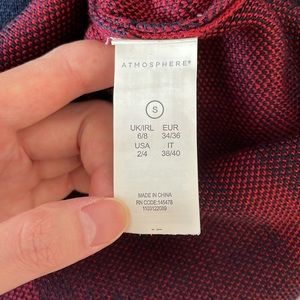 ATMOSPHERE®
S
UK/IRL EUR
6/8 34/36
USA IT
2/4 38/40
MADE IN CHINA
RN CODE:145478
1103122089